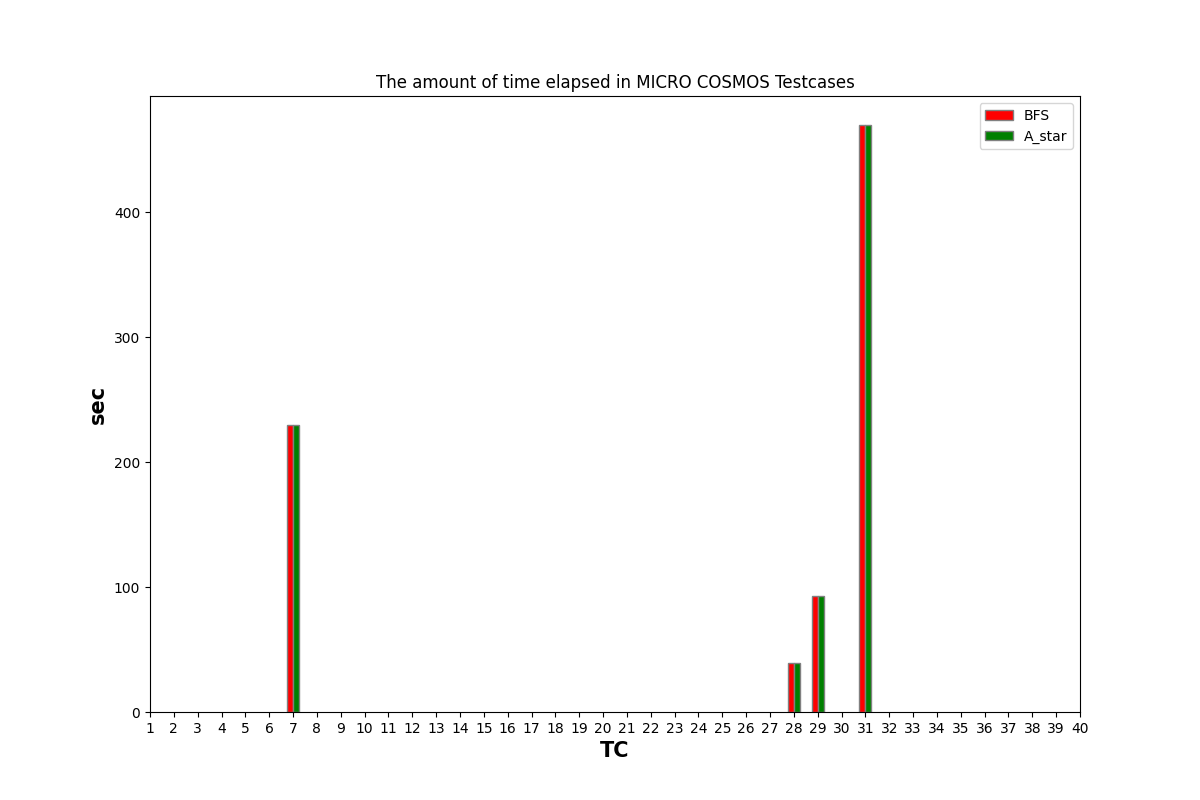 The amount of time elapsed in MICRO COSMOS Testcases
BFS
A_star
400
300
200
100
0
sec
1 2 3 4 5 6 7 8 9 10 11 12 13 14 15 16 17 18 19 20 21 22 23 24 25 26 27 28 29 30 31 32 33 34 35 36 37 38 39 40
TC